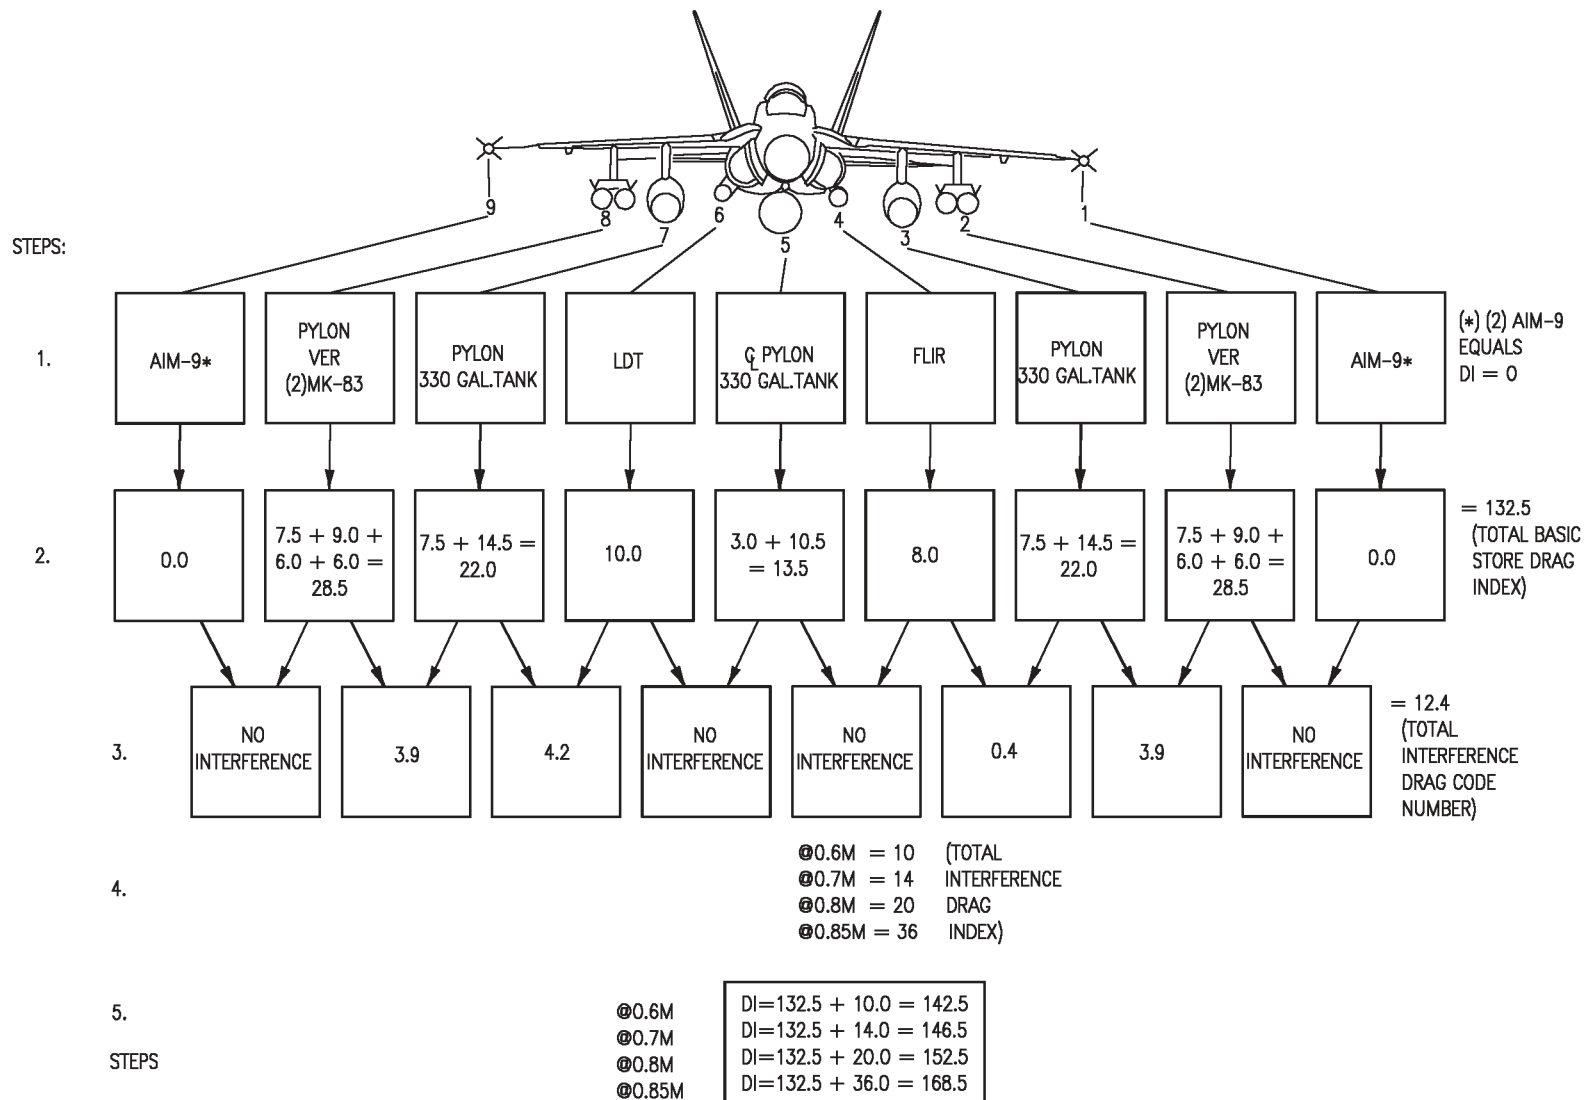 9
8
7
6
5
4
3
2
1
STEPS:
1.
AIM-9*
PYLON
VER
(2)MK-83
PYLON
330 GAL.TANK
LDT
℄ PYLON
330 GAL.TANK
FLIR
PYLON
330 GAL.TANK
PYLON
VER
(2)MK-83
AIM-9*
(*) (2) AIM-9
EQUALS
DI = 0
2.
0.0
7.5 + 9.0 +
6.0 + 6.0 =
28.5
7.5 + 14.5 =
22.0
10.0
3.0 + 10.5
= 13.5
8.0
7.5 + 14.5 =
22.0
7.5 + 9.0 +
6.0 + 6.0 =
28.5
0.0
= 132.5
(TOTAL BASIC
STORE DRAG
INDEX)
3.
NO
INTERFERENCE
3.9
4.2
NO
INTERFERENCE
NO
INTERFERENCE
0.4
3.9
NO
INTERFERENCE
= 12.4
(TOTAL
INTERFERENCE
DRAG CODE
NUMBER)
4.
@0.6M = 10 (TOTAL
@0.7M = 14 INTERFERENCE
@0.8M = 20 DRAG
@0.85M = 36 INDEX)
5.
STEPS
@0.6M DI=132.5 + 10.0 = 142.5
@0.7M DI=132.5 + 14.0 = 146.5
@0.8M DI=132.5 + 20.0 = 152.5
@0.85M DI=132.5 + 36.0 = 168.5